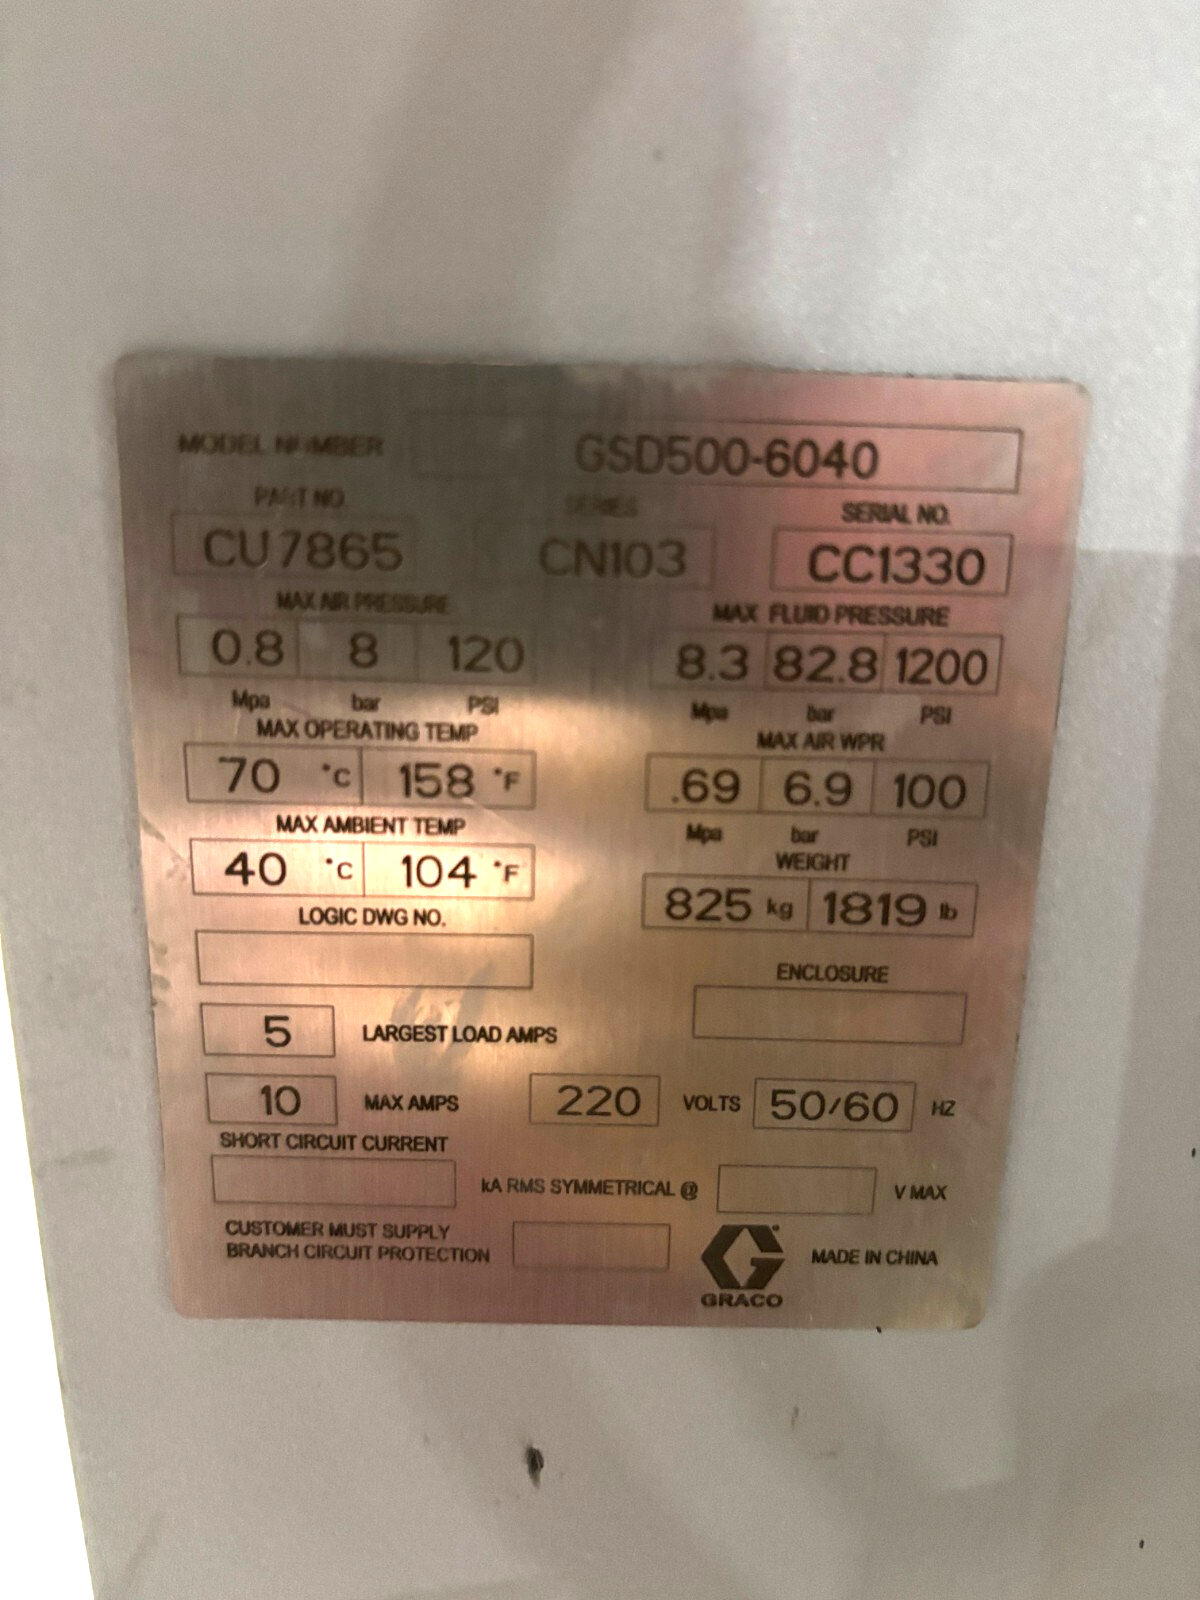 MODEL NUMBER GSD500-6040
PART NO. SERIES SERIAL NO.
CU7865 CN103 CC1330
MAX AIR PRESSURE MAX FLUID PRESSURE
0.8 8 120 8.3 82.8 1200
Mpa bar PSI Mpa bar PSI
MAX OPERATING TEMP MAX AIR WPR
70 °C 158 °F .69 6.9 100
Mpa bar PSI
MAX AMBIENT TEMP WEIGHT
40 °C 104 °F 825 kg 1819 lb
LOGIC DWG NO.
ENCLOSURE
5 LARGEST LOAD AMPS
10 MAX AMPS 220 VOLTS 50/60 HZ
SHORT CIRCUIT CURRENT
kA RMS SYMMETRICAL @ V MAX
CUSTOMER MUST SUPPLY
BRANCH CIRCUIT PROTECTION MADE IN CHINA
GRACO